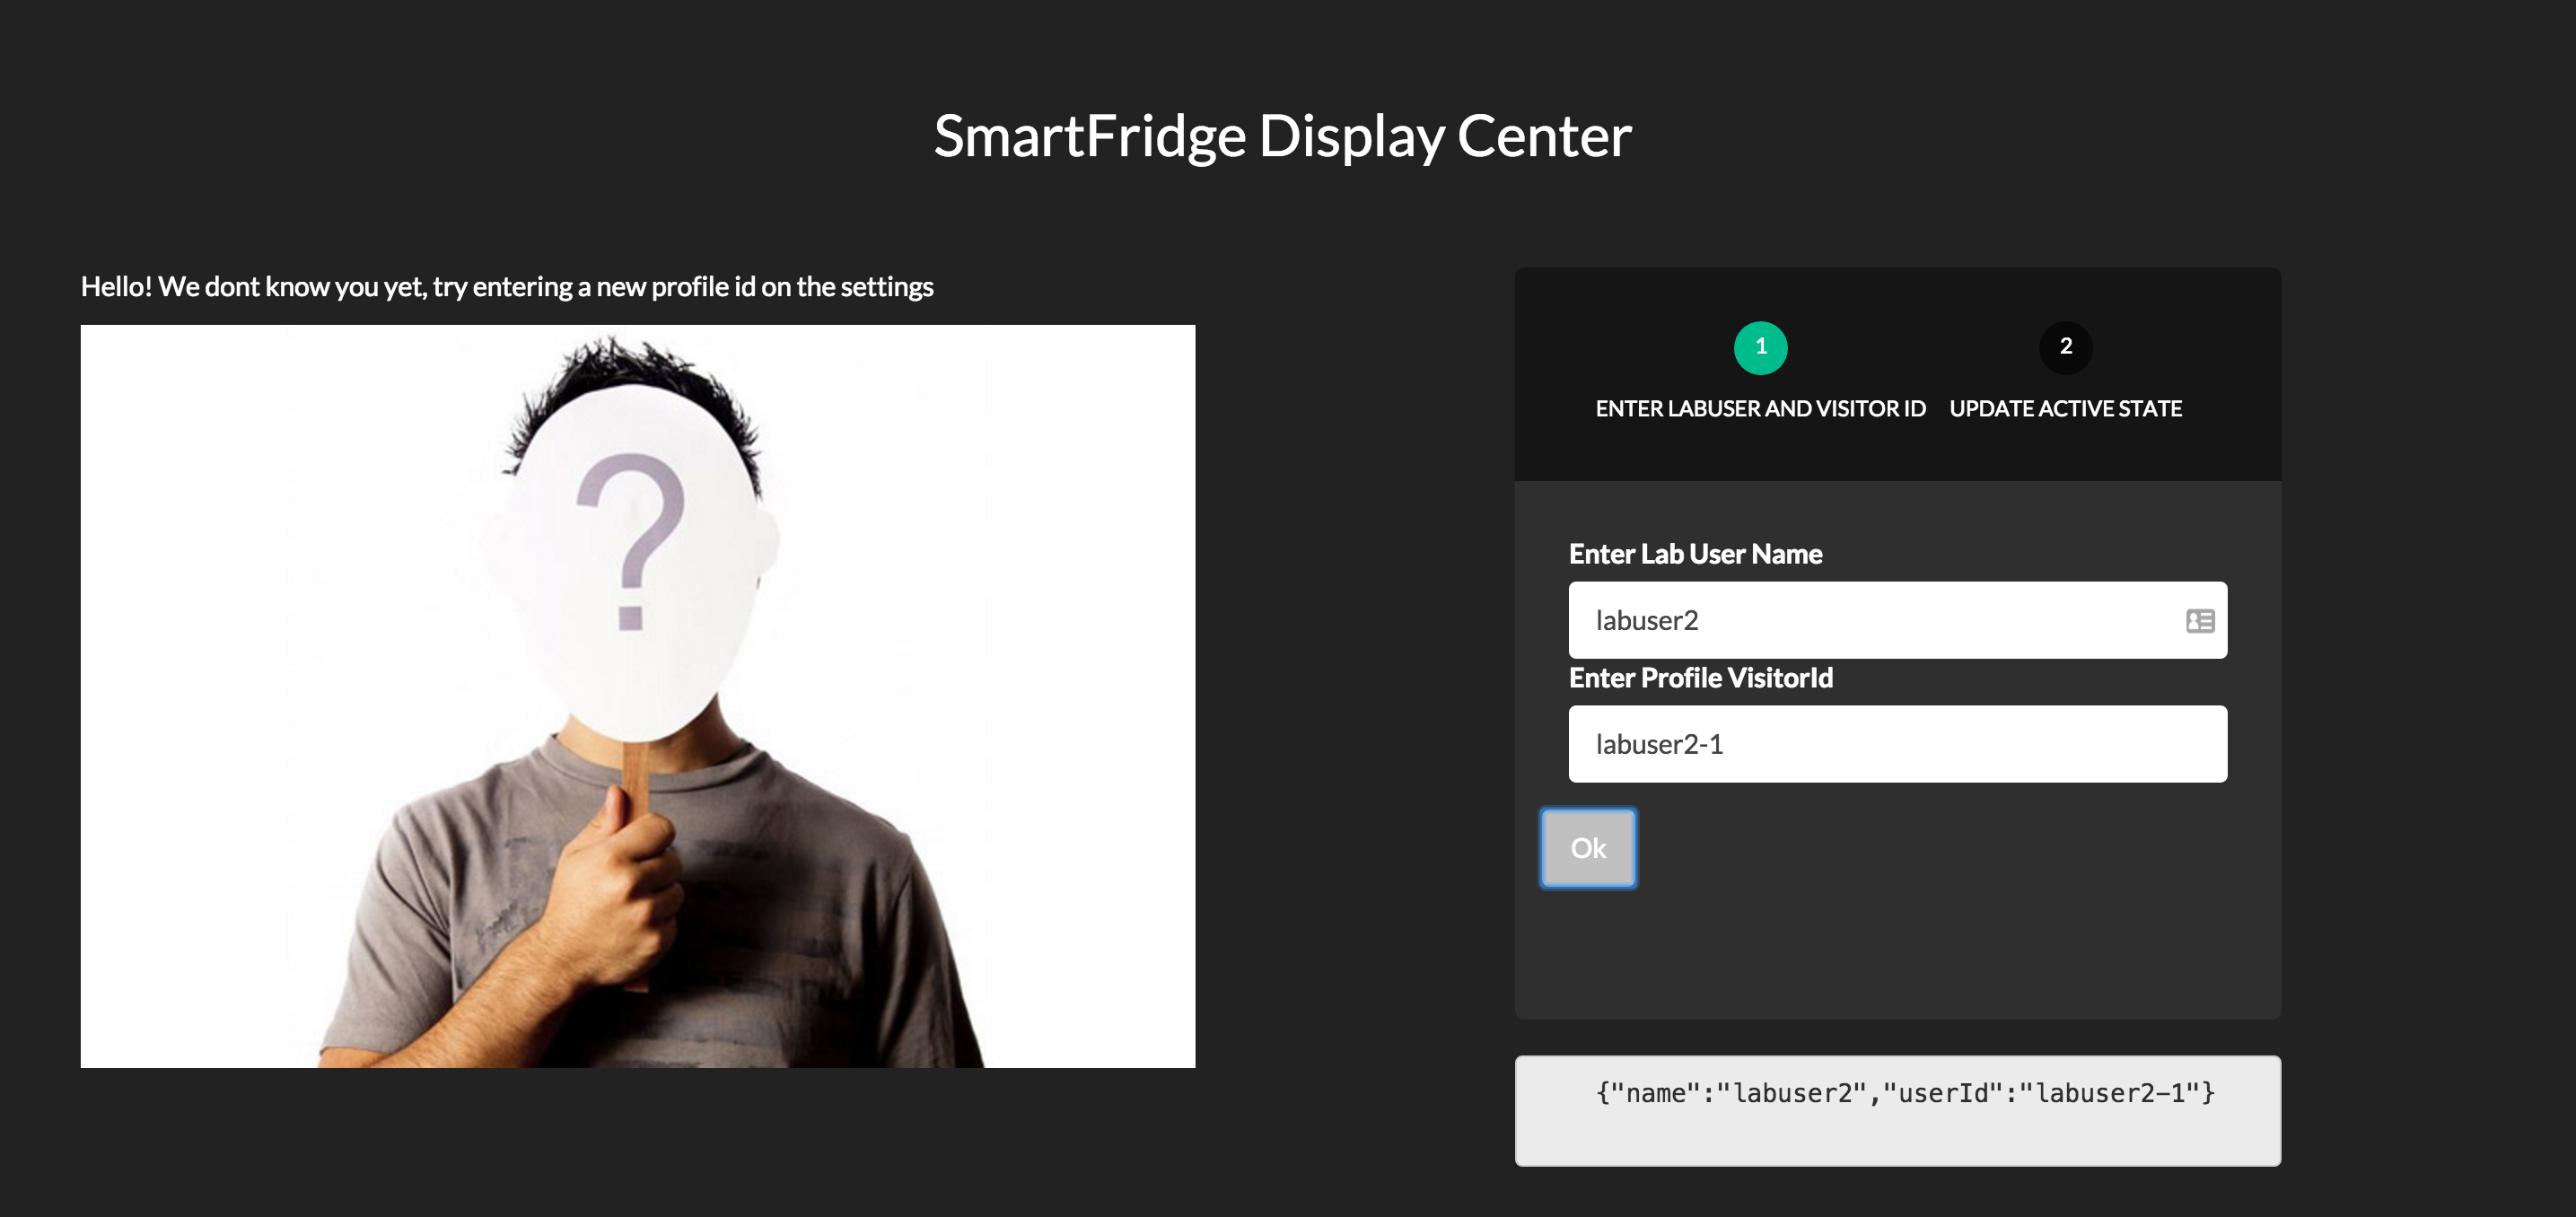 SmartFridge Display Center
Hello! We dont know you yet, try entering a new profile id on the settings
?
1
2
ENTER LABUSER AND VISITOR ID
UPDATE ACTIVE STATE
Enter Lab User Name
labuser2
Enter Profile VisitorId
labuser2-1
Ok
{"name":"labuser2","userId":"labuser2-1"}